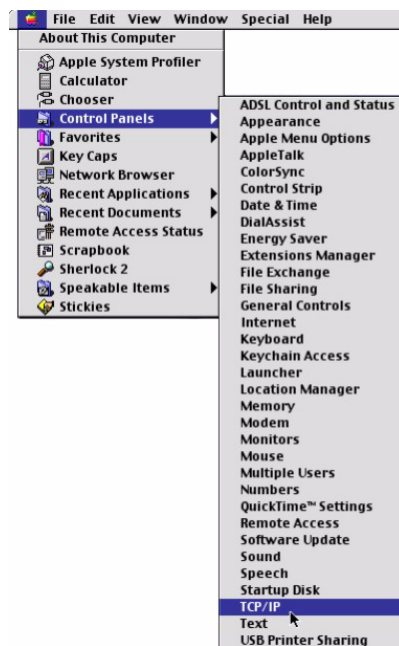 File Edit View Window Special Help
About This Computer
Apple System Profiler
Calculator
Chooser
Control Panels
Favorites
Key Caps
Network Browser
Recent Applications
Recent Documents
Remote Access Status
Scrapbook
Sherlock 2
Speakable Items
Stickies
ADSL Control and Status
Appearance
Apple Menu Options
AppleTalk
ColorSync
Control Strip
Date & Time
DialAssist
Energy Saver
Extensions Manager
File Exchange
File Sharing
General Controls
Internet
Keyboard
Keychain Access
Launcher
Location Manager
Memory
Modem
Monitors
Mouse
Multiple Users
Numbers
QuickTime™ Settings
Remote Access
Software Update
Sound
Speech
Startup Disk
TCP/IP
Text
USB Printer Sharing